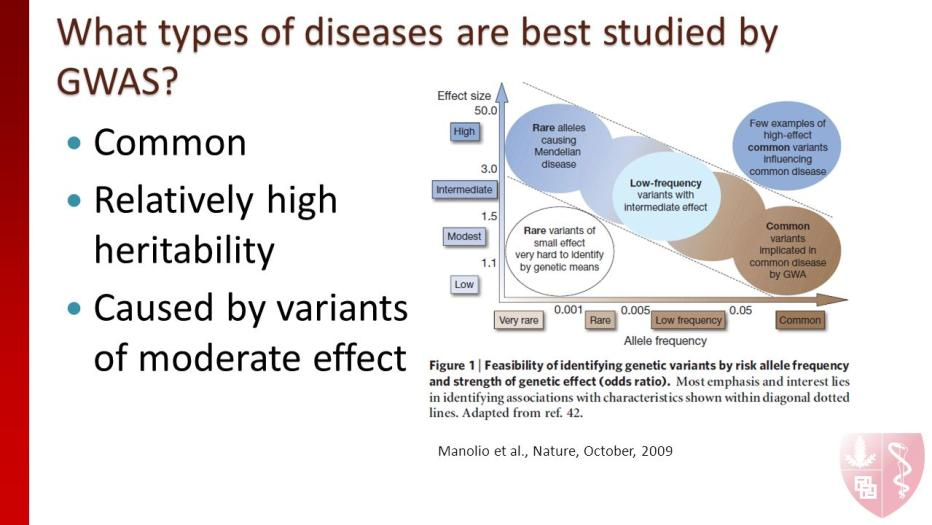 What types of diseases are best studied by
GWAS?
• Common
• Relatively high
heritability
• Caused by variants
of moderate effect
Effect size
50.0
High
3.0
Intermediate
1.5
Modest
1.1
Low
Rare alleles
causing
Mendelian
disease
Few examples of
high-effect
common variants
influencing
common disease
Low-frequency
variants with
intermediate effect
Rare variants of
small effect
very hard to identify
by genetic means
Common
variants
implicated in
common disease
by GWA
0.001
0.005
0.05
Very rare
Rare
Low frequency
Common
Allele frequency
Figure 1 | Feasibility of identifying genetic variants by risk allele frequency
and strength of genetic effect (odds ratio). Most emphasis and interest lies
in identifying associations with characteristics shown within diagonal dotted
lines. Adapted from ref. 42.
Manolio et al., Nature, October, 2009